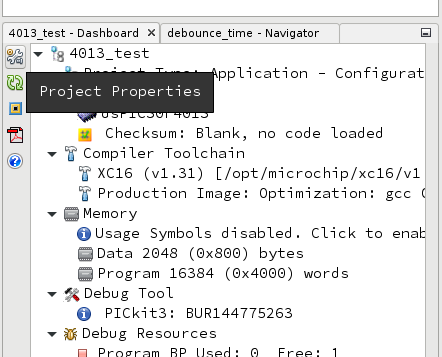 4013_test - Dashboard × debounce_time - Navigator
4013_test
Project Type: Application - Configurat
Project Properties
dsPIC30F4013
Checksum: Blank, no code loaded
Compiler Toolchain
XC16 (v1.31) [/opt/microchip/xc16/v1
Production Image: Optimization: gcc
Memory
Usage Symbols disabled. Click to enab
Data 2048 (0x800) bytes
Program 16384 (0x4000) words
Debug Tool
PICkit3: BUR144775263
Debug Resources
Program BP Used: 0 Free: 1